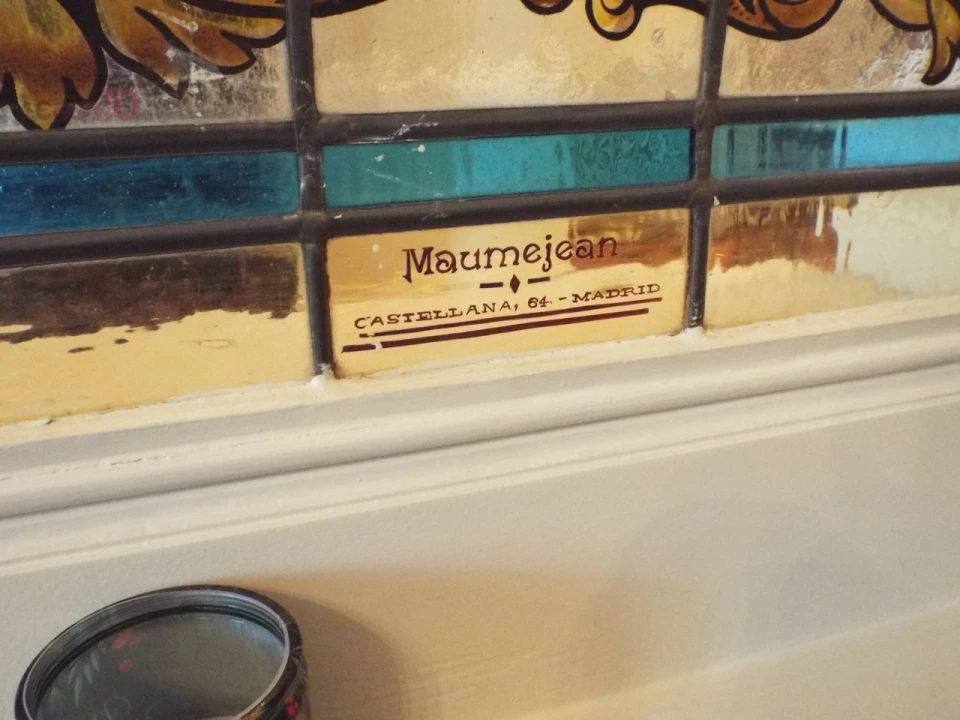 Maumejean
CASTELLANA, 64. - MADRID